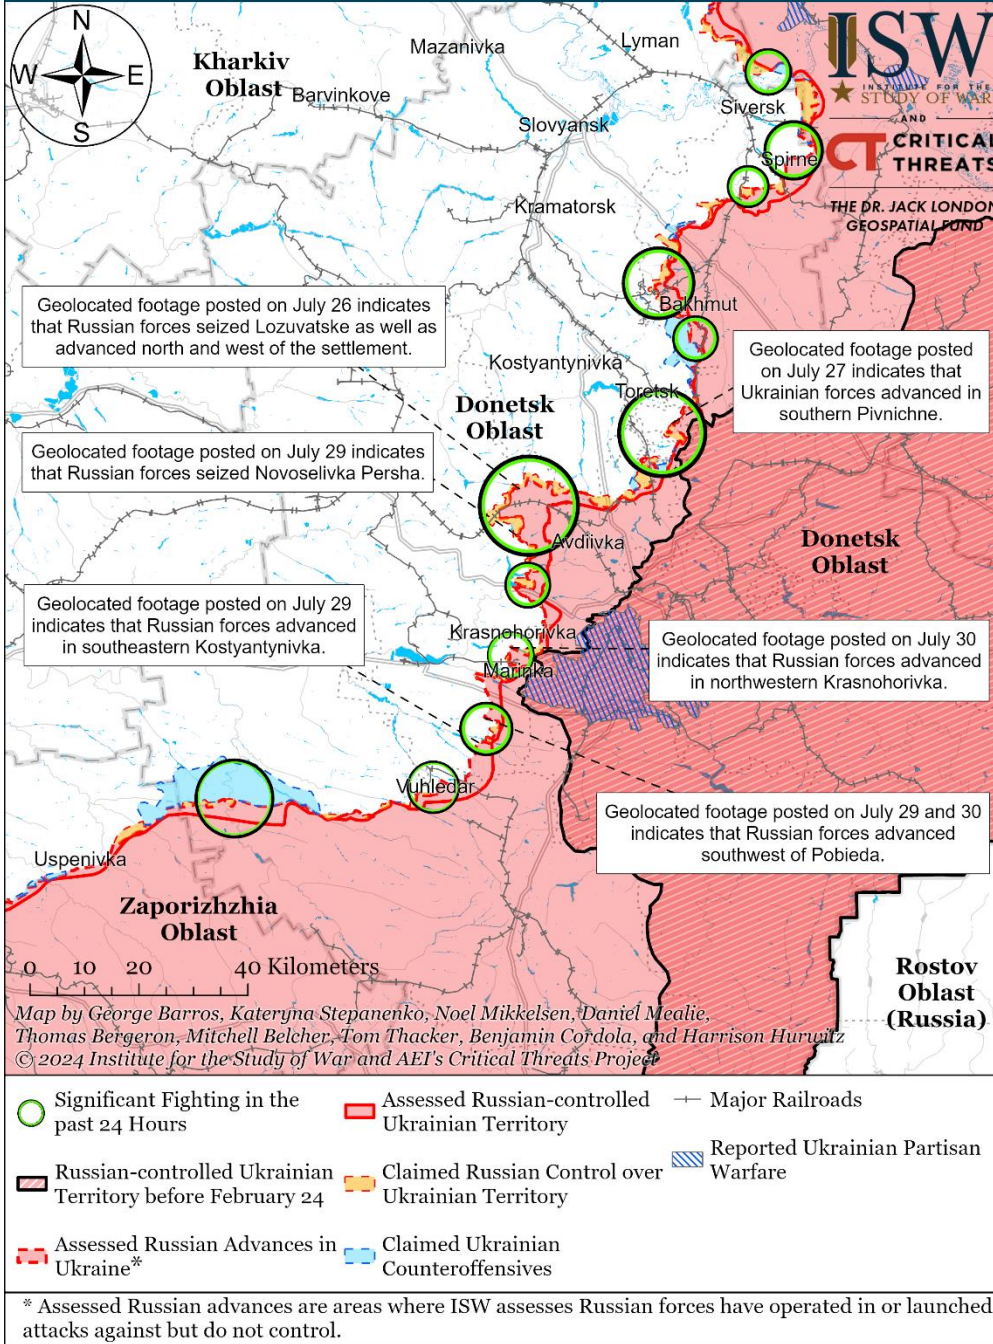 N
W
E
S
Kharkiv
Oblast
Mazanivka
Lyman
Barvinkove
Slovyansk
Siversk
ISW
INSTITUTE FOR THE
STUDY OF WAR
AND
CT CRITICAL
THREATS
THE DR. JACK LONDON
GEOSPATIAL FUND
Spirne
Kramatorsk
Bakhmut
Geolocated footage posted on July 26 indicates
that Russian forces seized Lozuvatske as well as
advanced north and west of the settlement.
Kostyantynivka
Toretsk
Geolocated footage posted
on July 27 indicates that
Ukrainian forces advanced in
southern Pivnichne.
Donetsk
Oblast
Geolocated footage posted on July 29 indicates
that Russian forces seized Novoselivka Persha.
Avdiivka
Donetsk
Oblast
Geolocated footage posted on July 29
indicates that Russian forces advanced
in southeastern Kostyantynivka.
Krasnohorivka
Marinka
Geolocated footage posted on July 30
indicates that Russian forces advanced
in northwestern Krasnohorivka.
Vuhledar
Geolocated footage posted on July 29 and 30
indicates that Russian forces advanced
southwest of Pobieda.
Uspenivka
Zaporizhzhia
Oblast
Rostov
Oblast
(Russia)
0 10 20 40 Kilometers
Map by George Barros, Kateryna Stepanenko, Noel Mikkelsen, Daniel Mealie,
Thomas Bergeron, Mitchell Belcher, Tom Thacker, Benjamin Cordola, and Harrison Hurwitz
© 2024 Institute for the Study of War and AEI's Critical Threats Project
Significant Fighting in the
past 24 Hours
Russian-controlled Ukrainian
Territory before February 24
Assessed Russian Advances in
Ukraine*
Assessed Russian-controlled
Ukrainian Territory
Claimed Russian Control over
Ukrainian Territory
Claimed Ukrainian
Counteroffensives
Major Railroads
Reported Ukrainian Partisan
Warfare
* Assessed Russian advances are areas where ISW assesses Russian forces have operated in or launched
attacks against but do not control.